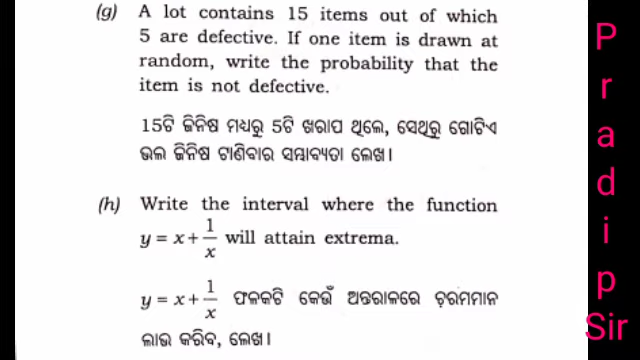 (g) A lot contains 15 items out of which
5 are defective. If one item is drawn at
random, write the probability that the
item is not defective.
15ଟି ଜିନିଷ ମଧ୍ୟରୁ 5ଟି ଖରାପ ଥିଲେ, ସେଥିରୁ ଗୋଟିଏ
ଭଲ ଜିନିଷ ଟାଣିବାର ସମ୍ଭାବ୍ୟତା ଲେଖ।
(h) Write the interval where the function
y = x + 1/x will attain extrema.
y = x + 1/x ଫଳକଟି କେଉଁ ଅନ୍ତରାଳରେ ଚରମମାନ
ଲାଭ କରିବ, ଲେଖ।
Pradip
Sir